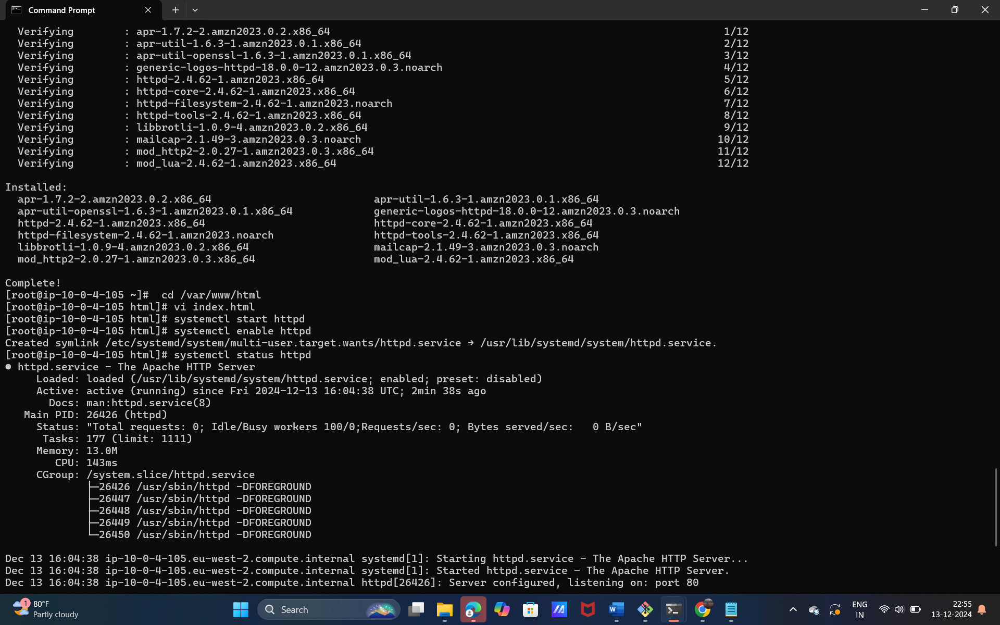 Command Prompt
Verifying : apr-1.7.2-2.amzn2023.0.2.x86_64 1/12
Verifying : apr-util-1.6.3-1.amzn2023.0.1.x86_64 2/12
Verifying : apr-util-openssl-1.6.3-1.amzn2023.0.1.x86_64 3/12
Verifying : generic-logos-httpd-18.0.0-12.amzn2023.0.3.noarch 4/12
Verifying : httpd-2.4.62-1.amzn2023.x86_64 5/12
Verifying : httpd-core-2.4.62-1.amzn2023.x86_64 6/12
Verifying : httpd-filesystem-2.4.62-1.amzn2023.noarch 7/12
Verifying : httpd-tools-2.4.62-1.amzn2023.x86_64 8/12
Verifying : libbrotli-1.0.9-4.amzn2023.0.2.x86_64 9/12
Verifying : mailcap-2.1.49-3.amzn2023.0.3.noarch 10/12
Verifying : mod_http2-2.0.27-1.amzn2023.0.3.x86_64 11/12
Verifying : mod_lua-2.4.62-1.amzn2023.x86_64 12/12
Installed:
apr-1.7.2-2.amzn2023.0.2.x86_64 apr-util-1.6.3-1.amzn2023.0.1.x86_64
apr-util-openssl-1.6.3-1.amzn2023.0.1.x86_64 generic-logos-httpd-18.0.0-12.amzn2023.0.3.noarch
httpd-2.4.62-1.amzn2023.x86_64 httpd-core-2.4.62-1.amzn2023.x86_64
httpd-filesystem-2.4.62-1.amzn2023.noarch httpd-tools-2.4.62-1.amzn2023.x86_64
libbrotli-1.0.9-4.amzn2023.0.2.x86_64 mailcap-2.1.49-3.amzn2023.0.3.noarch
mod_http2-2.0.27-1.amzn2023.0.3.x86_64 mod_lua-2.4.62-1.amzn2023.x86_64
Complete!
[root@ip-10-0-4-105 ~]#  cd /var/www/html
[root@ip-10-0-4-105 html]# vi index.html
[root@ip-10-0-4-105 html]# systemctl start httpd
[root@ip-10-0-4-105 html]# systemctl enable httpd
Created symlink /etc/systemd/system/multi-user.target.wants/httpd.service → /usr/lib/systemd/system/httpd.service.
[root@ip-10-0-4-105 html]# systemctl status httpd
● httpd.service - The Apache HTTP Server
Loaded: loaded (/usr/lib/systemd/system/httpd.service; enabled; preset: disabled)
Active: active (running) since Fri 2024-12-13 16:04:38 UTC; 2min 38s ago
Docs: man:httpd.service(8)
Main PID: 26426 (httpd)
Status: "Total requests: 0; Idle/Busy workers 100/0;Requests/sec: 0; Bytes served/sec:   0 B/sec"
Tasks: 177 (limit: 1111)
Memory: 13.0M
CPU: 143ms
CGroup: /system.slice/httpd.service
├─26426 /usr/sbin/httpd -DFOREGROUND
├─26447 /usr/sbin/httpd -DFOREGROUND
├─26448 /usr/sbin/httpd -DFOREGROUND
├─26449 /usr/sbin/httpd -DFOREGROUND
└─26450 /usr/sbin/httpd -DFOREGROUND
Dec 13 16:04:38 ip-10-0-4-105.eu-west-2.compute.internal systemd[1]: Starting httpd.service - The Apache HTTP Server...
Dec 13 16:04:38 ip-10-0-4-105.eu-west-2.compute.internal systemd[1]: Started httpd.service - The Apache HTTP Server.
Dec 13 16:04:38 ip-10-0-4-105.eu-west-2.compute.internal httpd[26426]: Server configured, listening on: port 80
1
80°F
Partly cloudy
Search
W
ENG
IN
22:55
13-12-2024